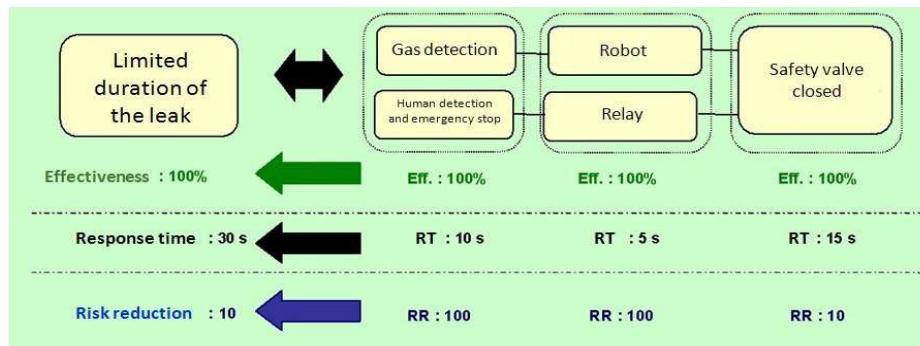 Limited
duration of
the leak
Gas detection
Human detection
and emergency stop
Robot
Relay
Safety valve
closed
Effectiveness : 100%
Eff. : 100%
Eff. : 100%
Eff. : 100%
Response time : 30 s
RT : 10 s
RT : 5 s
RT : 15 s
Risk reduction : 10
RR : 100
RR : 100
RR : 10